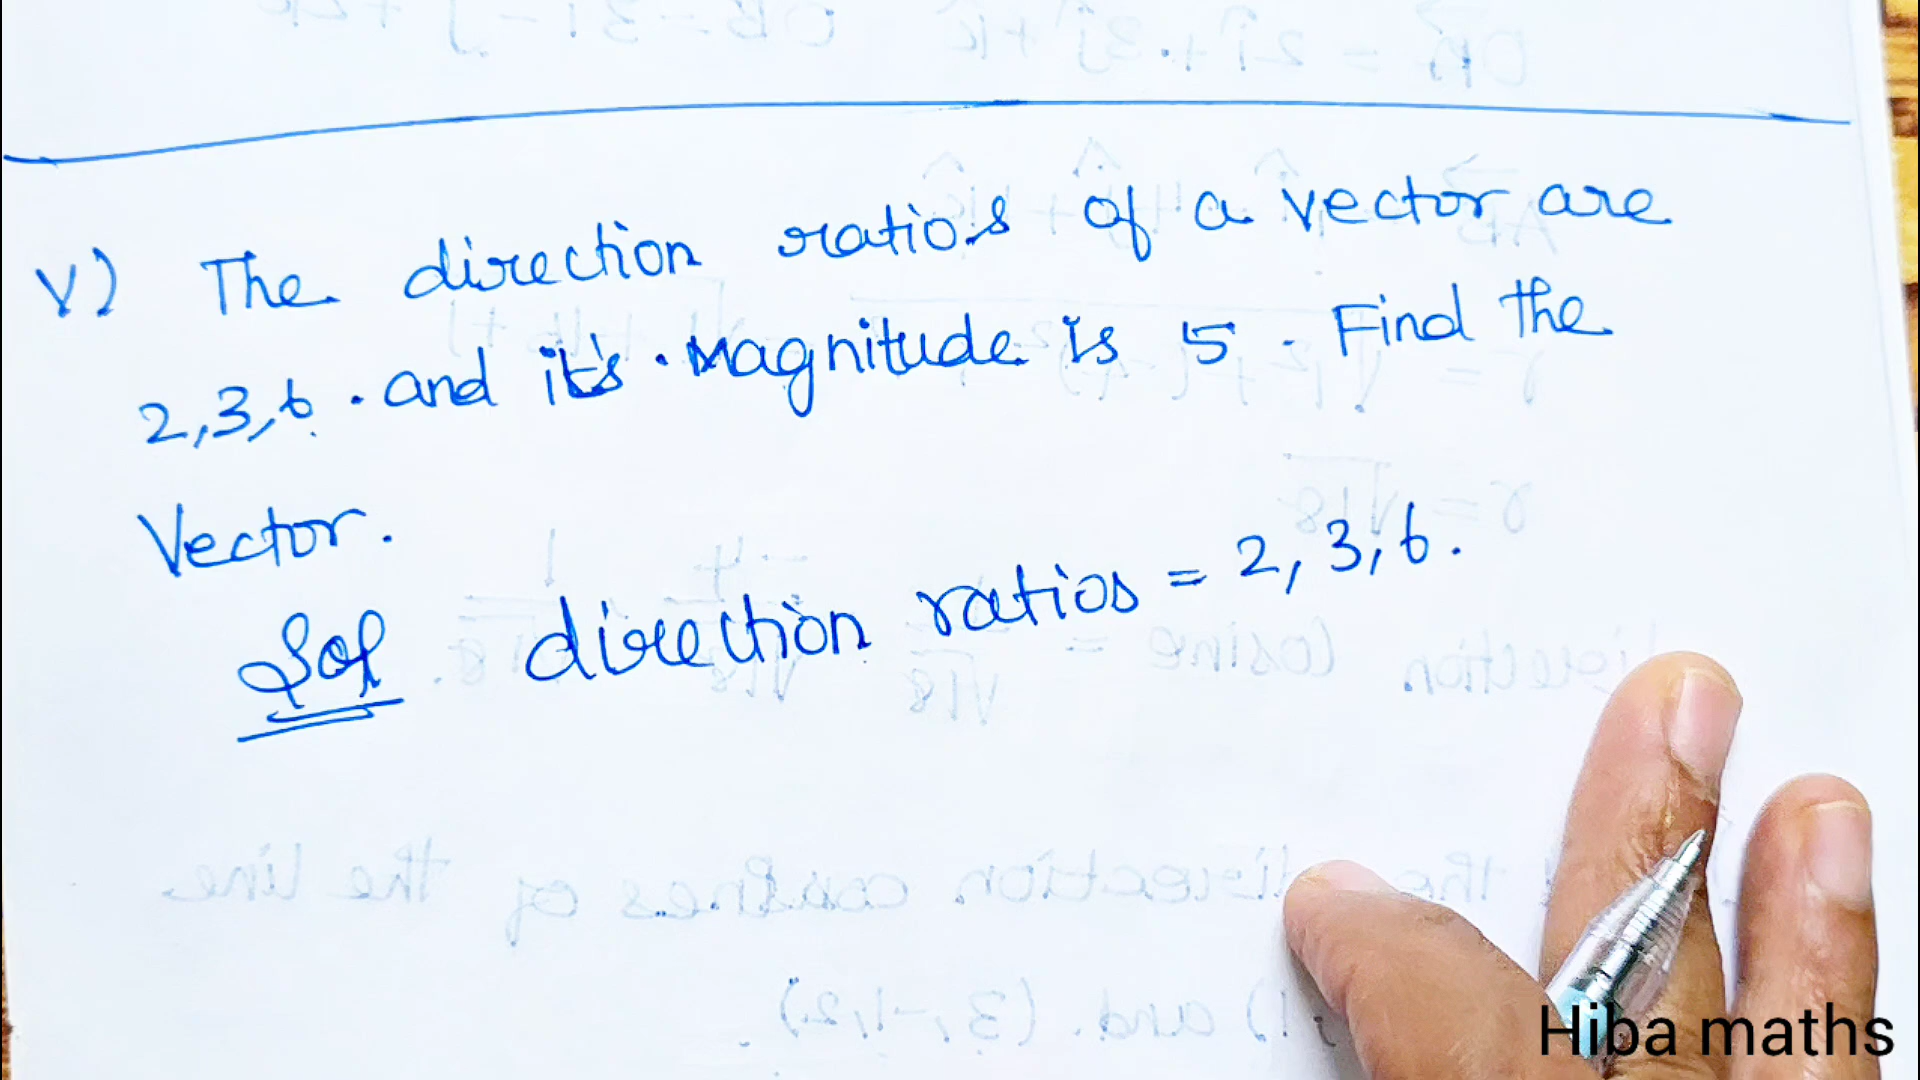 V) The direction ratios of a vector are
2,3,6. and it's magnitude is 5. Find the
Vector.
Sol direction ratios = 2, 3, 6.
Hiba maths